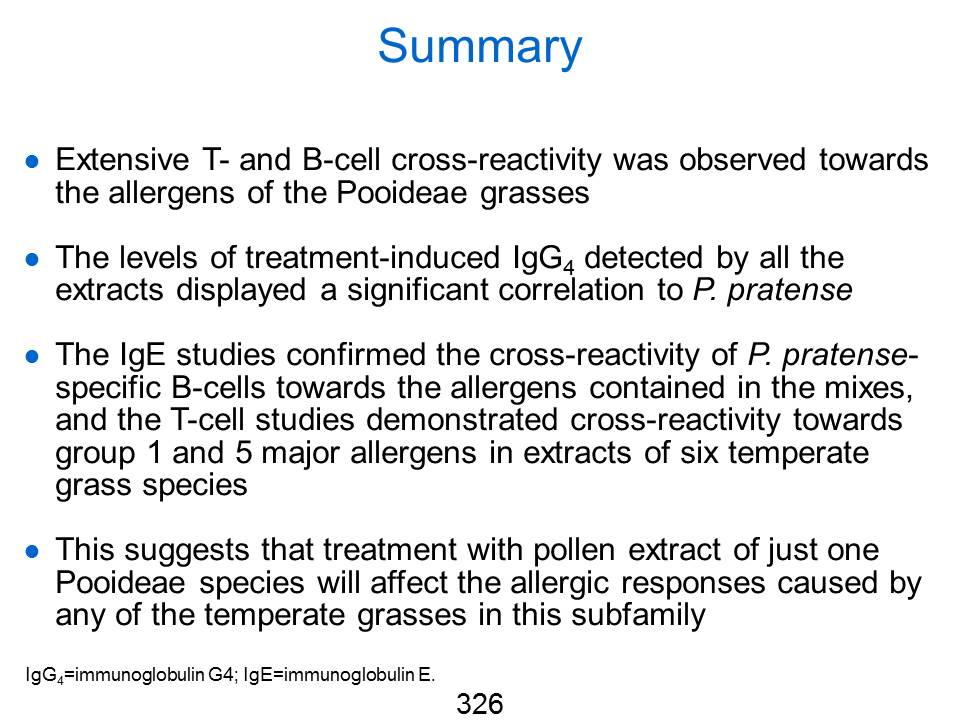 Summary
● Extensive T- and B-cell cross-reactivity was observed towards
the allergens of the Pooideae grasses
● The levels of treatment-induced IgG₄ detected by all the
extracts displayed a significant correlation to P. pratense
● The IgE studies confirmed the cross-reactivity of P. pratense-
specific B-cells towards the allergens contained in the mixes,
and the T-cell studies demonstrated cross-reactivity towards
group 1 and 5 major allergens in extracts of six temperate
grass species
● This suggests that treatment with pollen extract of just one
Pooideae species will affect the allergic responses caused by
any of the temperate grasses in this subfamily
IgG₄=immunoglobulin G4; IgE=immunoglobulin E.
326